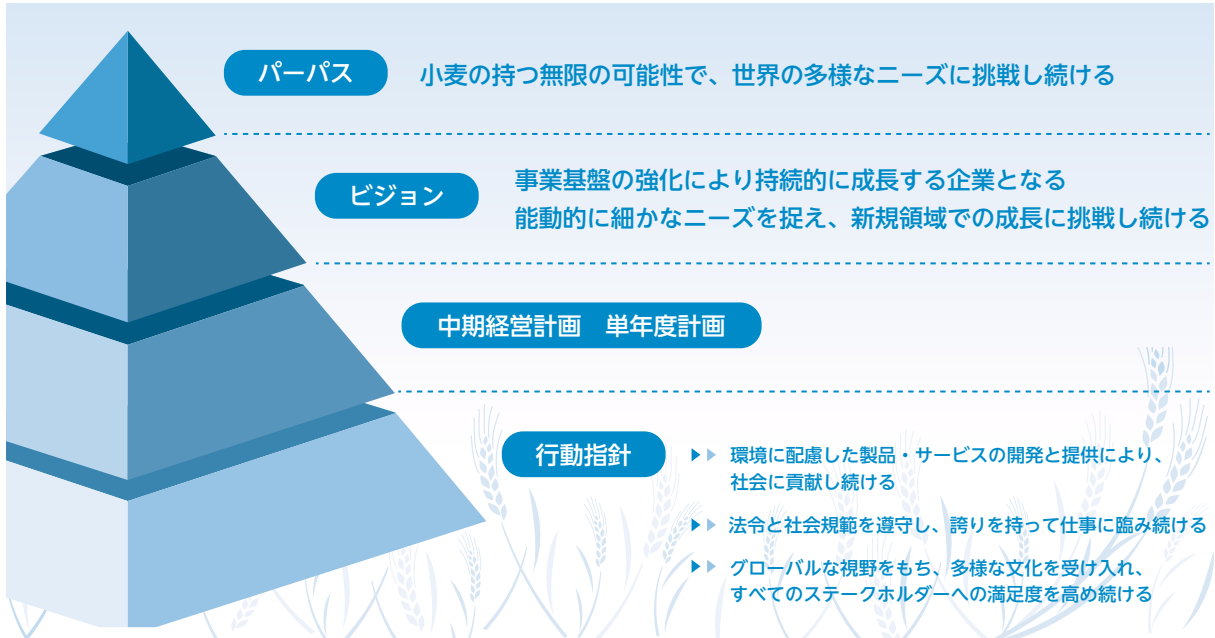 パーパス
小麦の持つ無限の可能性で、世界の多様なニーズに挑戦し続ける
ビジョン
事業基盤の強化により持続的に成長する企業となる
能動的に細かなニーズを捉え、新規領域での成長に挑戦し続ける
中期経営計画　単年度計画
行動指針
環境に配慮した製品・サービスの開発と提供により、
社会に貢献し続ける
法令と社会規範を遵守し、誇りを持って仕事に臨み続ける
グローバルな視野をもち、多様な文化を受け入れ、
すべてのステークホルダーへの満足度を高め続ける